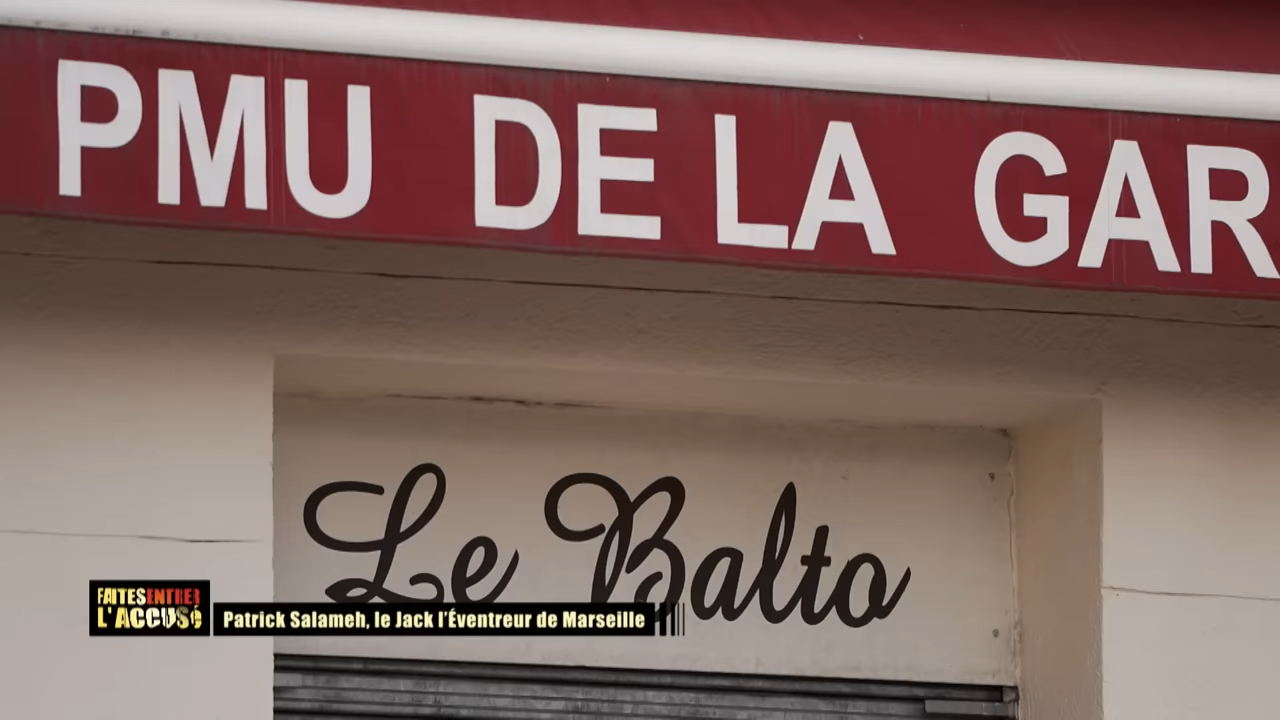 PMU DE LA GAR
Le Balto
FAITES ENTRER
L'ACCUSÉ
Patrick Salameh, le Jack l'Éventreur de Marseille